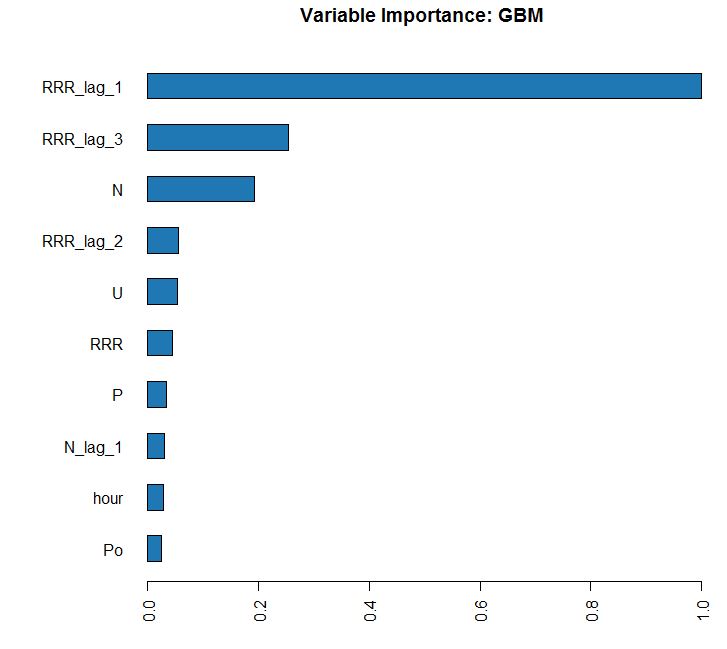 Variable Importance: GBM
RRR_lag_1
RRR_lag_3
N
RRR_lag_2
U
RRR
P
N_lag_1
hour
Po
0.0 0.2 0.4 0.6 0.8 1.0